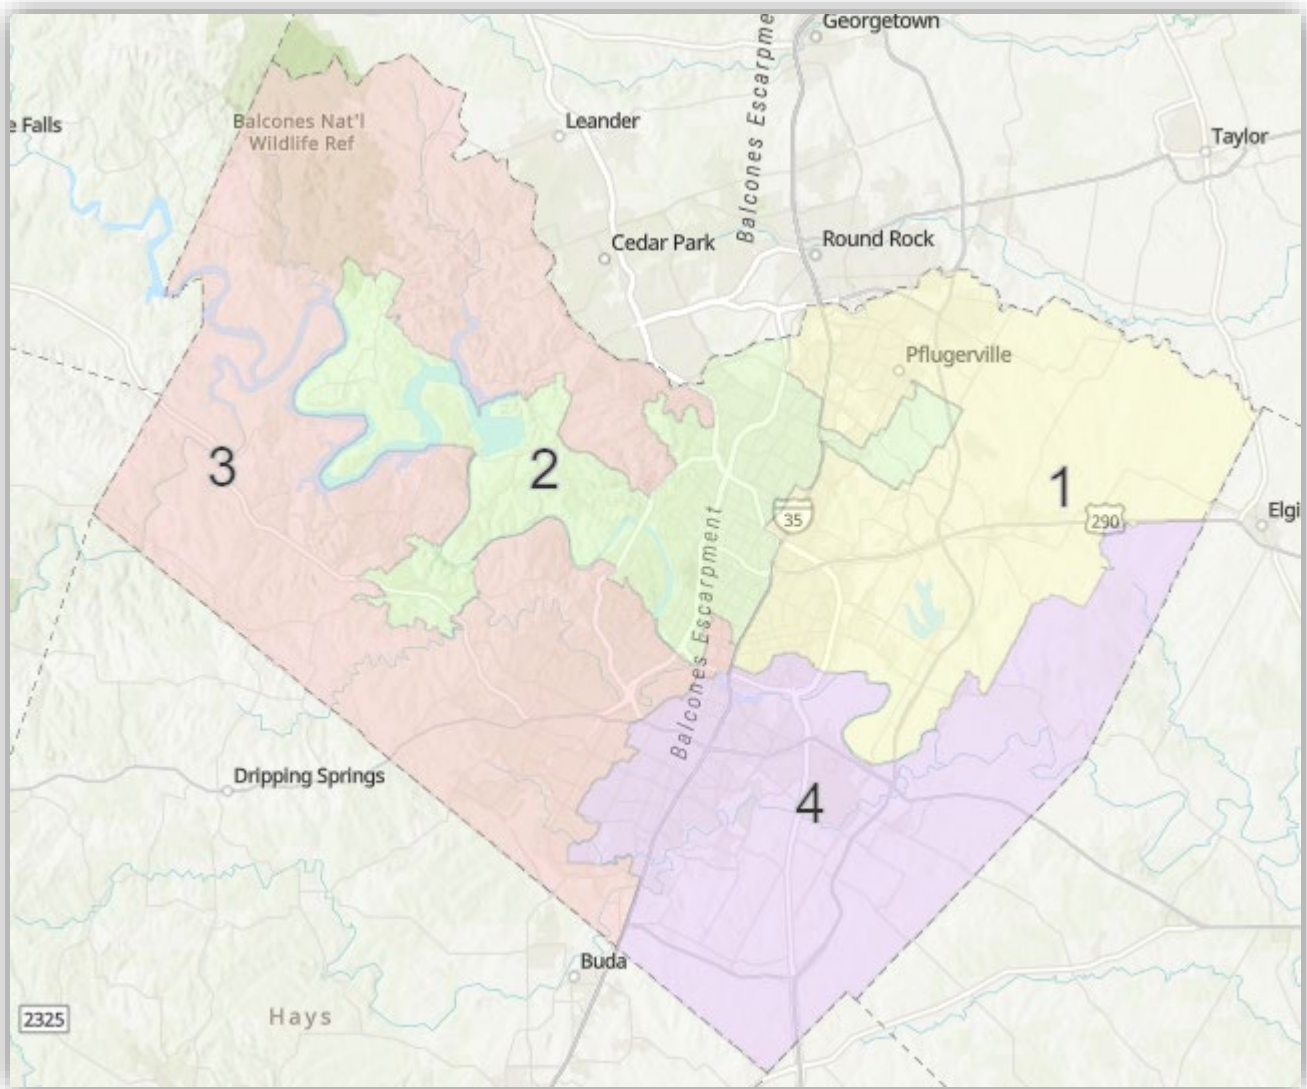 Georgetown
Balcones Escarpme
Leander
e Falls
Balcones Nat'l
Wildlife Ref
Taylor
Cedar Park
Round Rock
Pflugerville
3
2
1
35
290
Elgi
Balcones Escarpment
Dripping Springs
4
Buda
Hays
2325